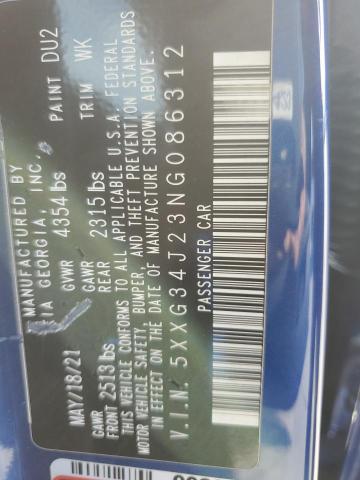 MANUFACTURED BY
IA GEORGIA, INC. PAINT DU2
MAY/18/21 GVWR 4354 lbs
GAWR FRONT 2513 lbs GAWR REAR 2315 lbs TRIM WK
THIS VEHICLE CONFORMS TO ALL APPLICABLE U.S.A. FEDERAL
MOTOR VEHICLE SAFETY, BUMPER, AND THEFT PREVENTION STANDARDS
IN EFFECT ON THE DATE OF MANUFACTURE SHOWN ABOVE.
V.I.N: 5XXG34J23NG086312
PASSENGER CAR